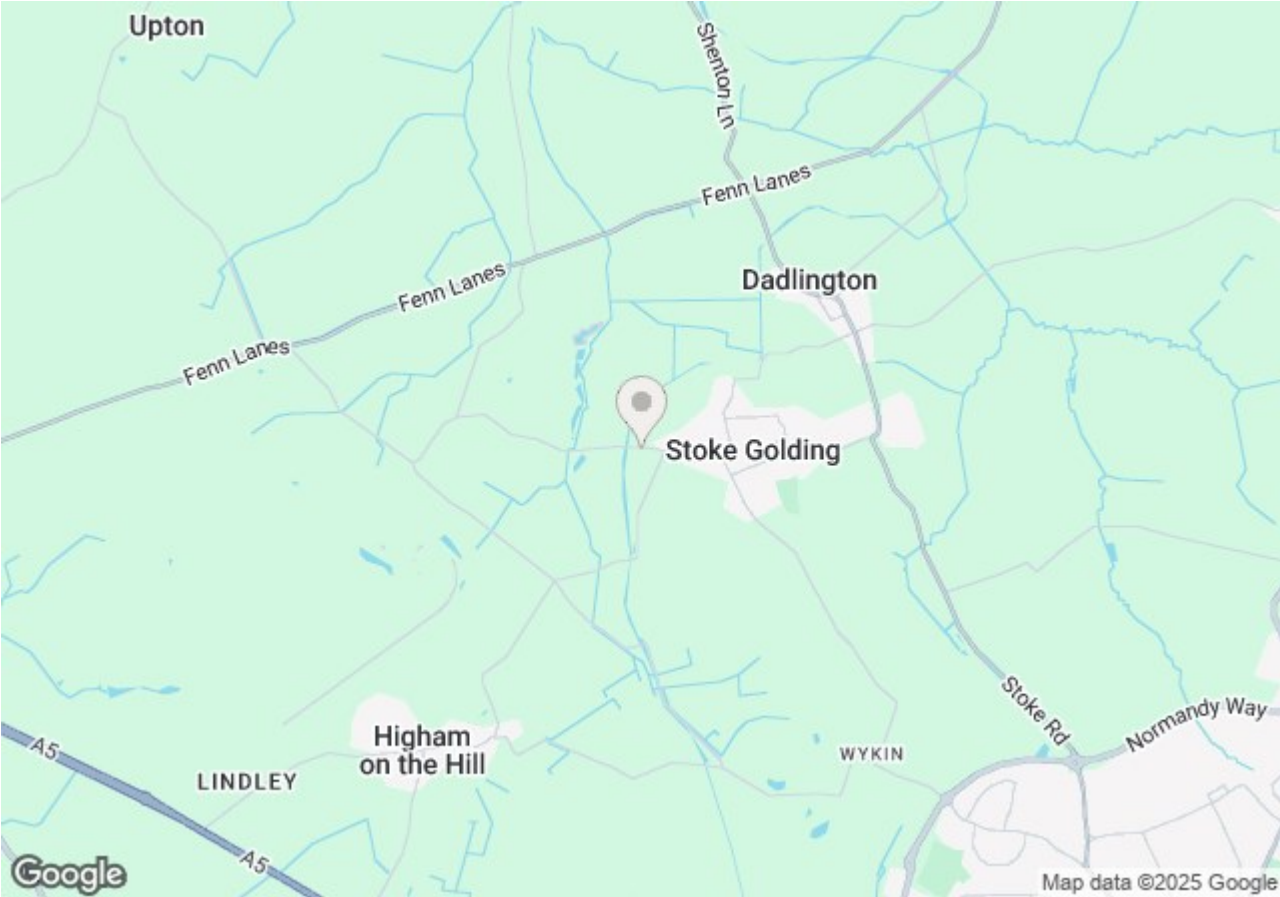 Upton
Shenton Ln
Fenn Lanes
Dadlington
Fenn Lanes
Fenn Lanes
Stoke Golding
Stoke Rd
Normandy Way
Higham
on the Hill
WYKIN
A5
LINDLEY
A5
Google
Map data ©2025 Google